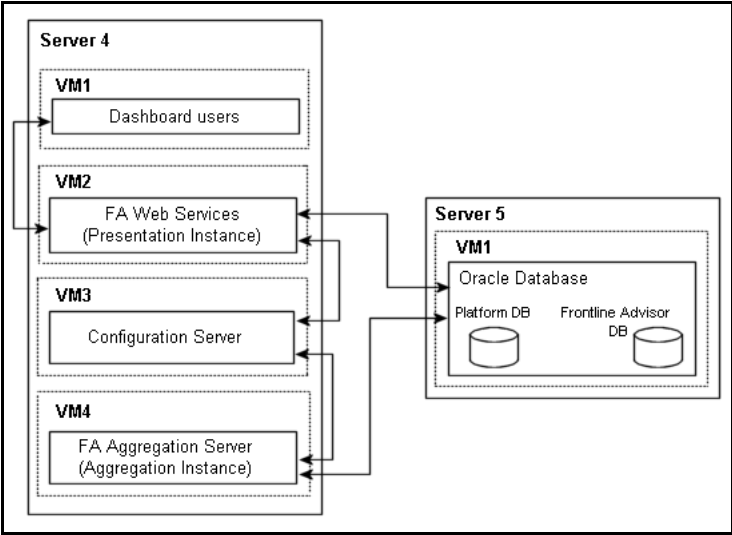 Server 4
VM1
Dashboard users
VM2
FA Web Services
(Presentation Instance)
VM3
Configuration Server
VM4
FA Aggregation Server
(Aggregation Instance)
Server 5
VM1
Oracle Database
Platform DB
Frontline Advisor
DB